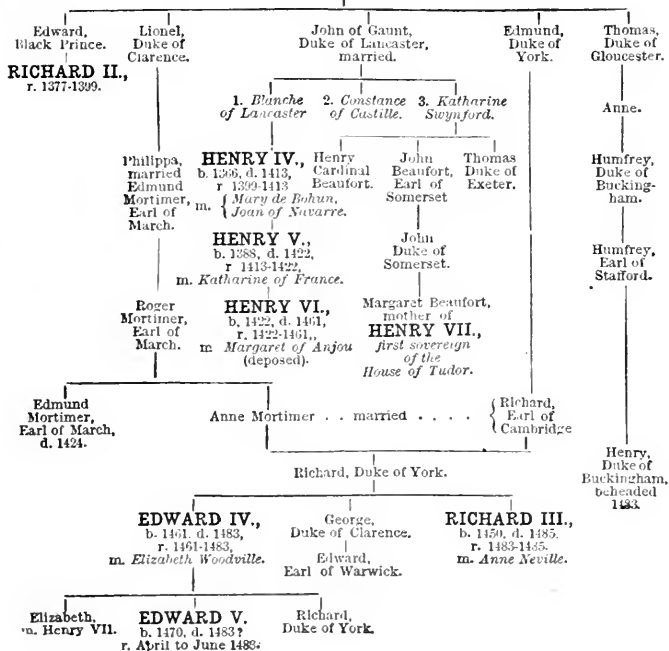 Edward,
Black Prince.
RICHARD II.,
r. 1377-1399.
Lionel,
Duke of
Clarence.
John of Gaunt,
Duke of Lancaster,
married.
Edmund,
Duke of
York.
Thomas,
Duke of
Gloucester.
1. Blanche
of Lancaster
2. Constance
of Castille.
3. Katharine
Swynford.
Anne.
Philippa,
married
Edmund
Mortimer,
Earl of
March.
HENRY IV.,
b. 1366, d. 1413,
r 1399-1413
m. { Mary de Bohun,
Joan of Navarre.
Henry
Cardinal
Beaufort.
John
Beaufort,
Earl of
Somerset
Thomas
Duke of
Exeter.
Humfrey,
Duke of
Bucking-
ham.
HENRY V.,
b. 1388, d. 1422,
r 1413-1422,
m. Katharine of France.
John
Duke of
Somerset.
Humfrey,
Earl of
Stafford.
Roger
Mortimer,
Earl of
March.
HENRY VI.,
b. 1422, d. 1461,
r. 1422-1461,,
m Margaret of Anjou
(deposed).
Margaret Beaufort,
mother of
HENRY VII.,
first sovereign
of the
House of Tudor.
Edmund
Mortimer,
Earl of March,
d. 1424.
Anne Mortimer . . married . . . . { Richard,
Earl of
Cambridge
Henry,
Duke of
Buckingham,
beheaded
1483.
Richard, Duke of York.
EDWARD IV.,
b. 1461. d. 1483,
r. 1461-1483,
m. Elizabeth Woodville.
George,
Duke of Clarence.
Edward,
Earl of Warwick.
RICHARD III.,
b. 1450, d. 1485.
r. 1483-1485.
m. Anne Neville.
Elizabeth,
m. Henry VII.
EDWARD V.
b. 1470, d. 1483?
r. April to June 1483.
Richard,
Duke of York.